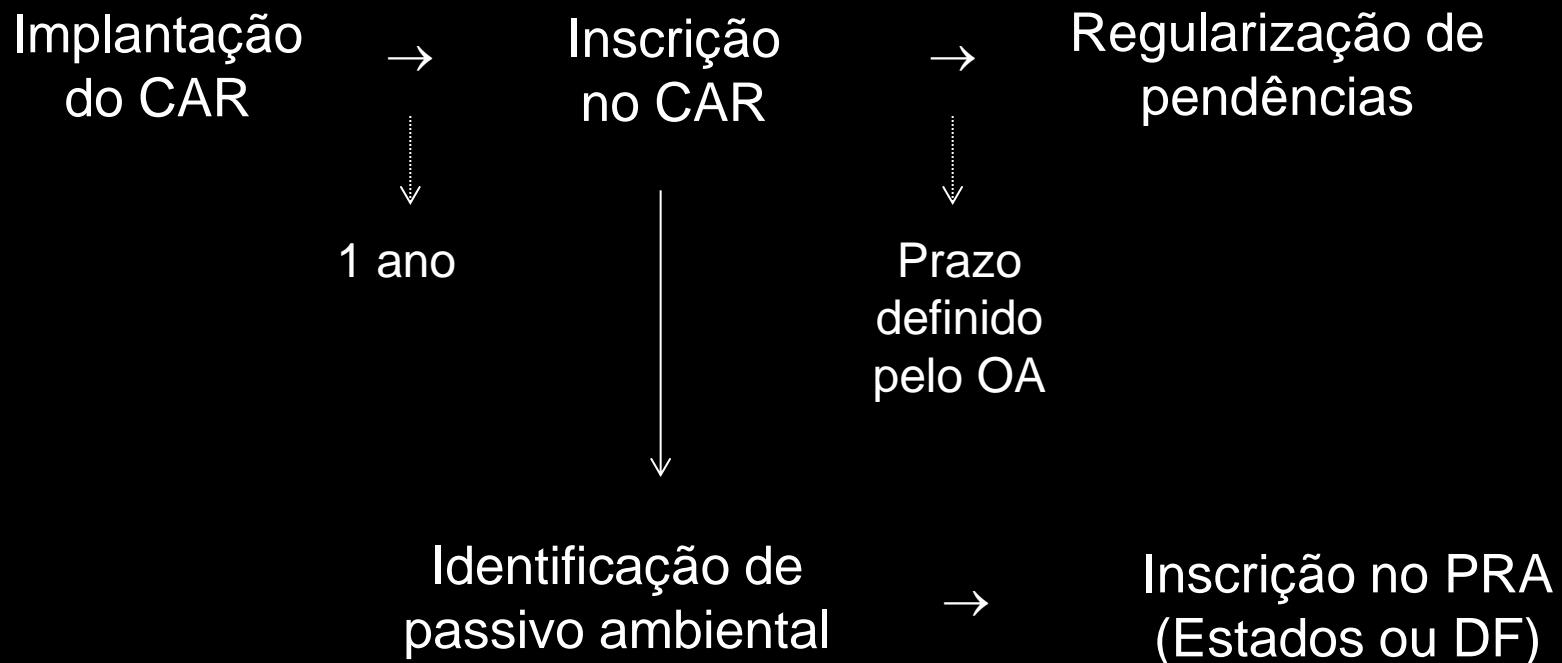 Implantação
do CAR
→
Inscrição
no CAR
→
Regularização de
pendências
1 ano
Prazo
definido
pelo OA
Identificação de
passivo ambiental
→
Inscrição no PRA
(Estados ou DF)